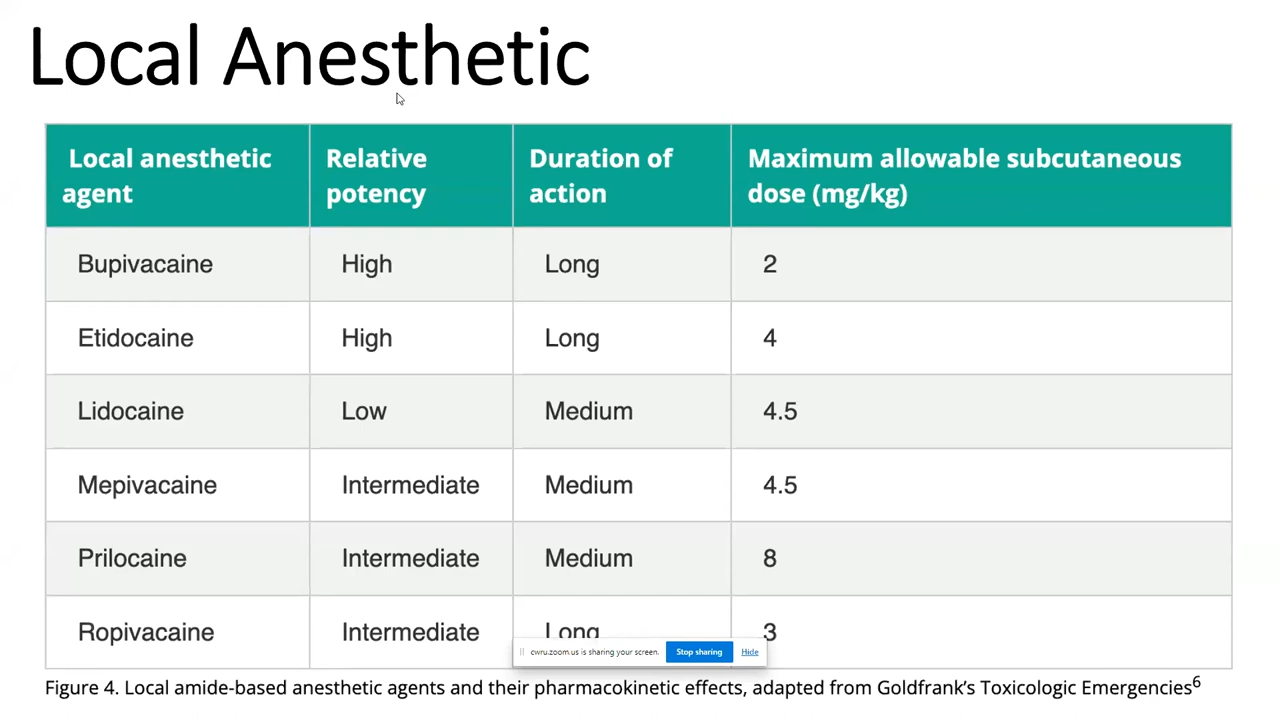 Local Anesthetic
Local anesthetic agent Relative potency Duration of action Maximum allowable subcutaneous dose (mg/kg)
Bupivacaine High Long 2
Etidocaine High Long 4
Lidocaine Low Medium 4.5
Mepivacaine Intermediate Medium 4.5
Prilocaine Intermediate Medium 8
Ropivacaine Intermediate Long 3
cwru.zoom.us is sharing your screen. Stop sharing Hide
Figure 4. Local amide-based anesthetic agents and their pharmacokinetic effects, adapted from Goldfrank's Toxicologic Emergencies6